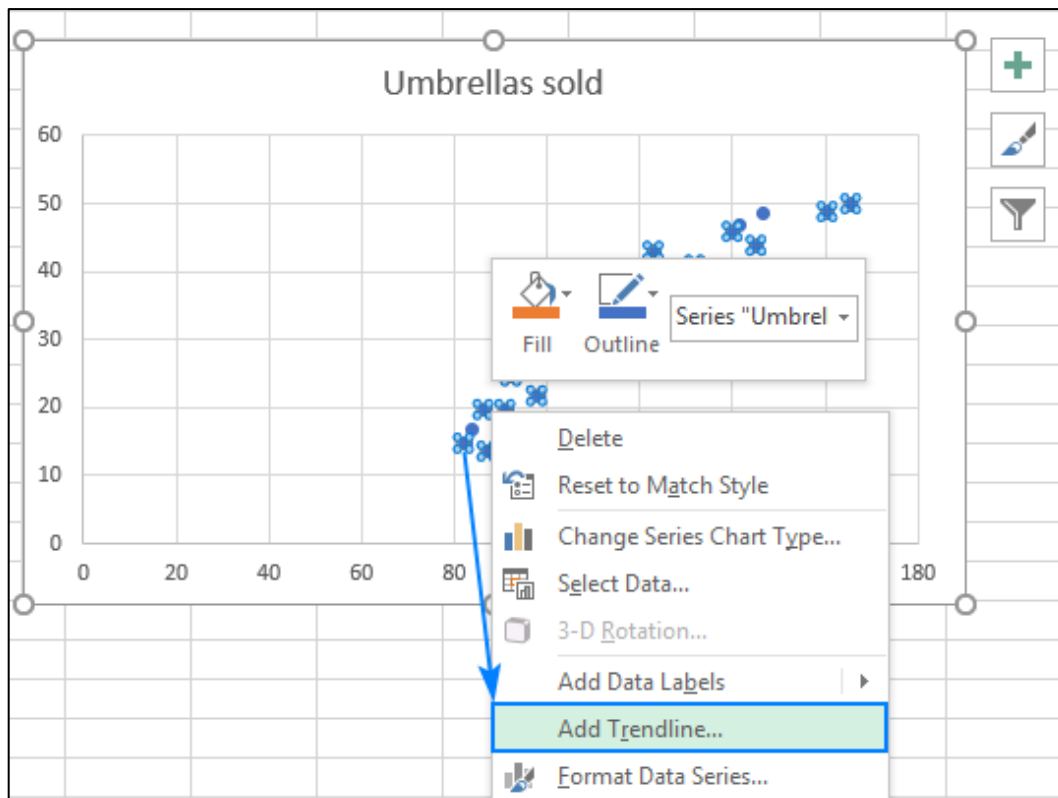 Umbrellas sold
60
50
40
30
20
10
0
0 20 40 60 80 180
Fill Outline Series "Umbrel
Delete
Reset to Match Style
Change Series Chart Type...
Select Data...
3-D Rotation...
Add Data Labels
Add Trendline...
Format Data Series...